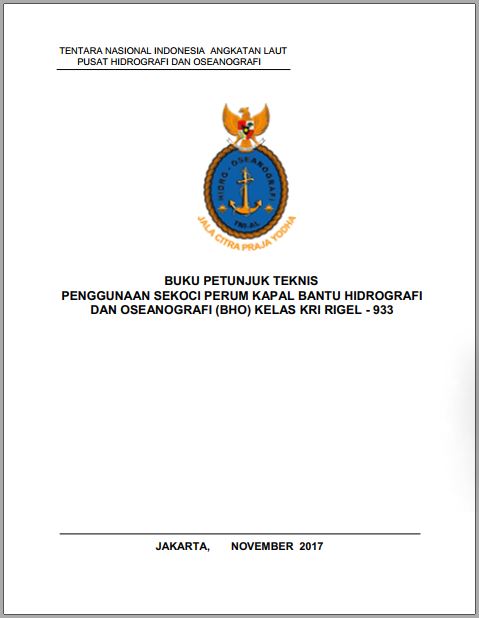 TENTARA NASIONAL INDONESIA ANGKATAN LAUT
PUSAT HIDROGRAFI DAN OSEANOGRAFI
HIDRO - OSEANOGRAFI
TNI-AL
JALA CITRA PRAJA YODHA
BUKU PETUNJUK TEKNIS
PENGGUNAAN SEKOCI PERUM KAPAL BANTU HIDROGRAFI
DAN OSEANOGRAFI (BHO) KELAS KRI RIGEL - 933
JAKARTA, NOVEMBER 2017